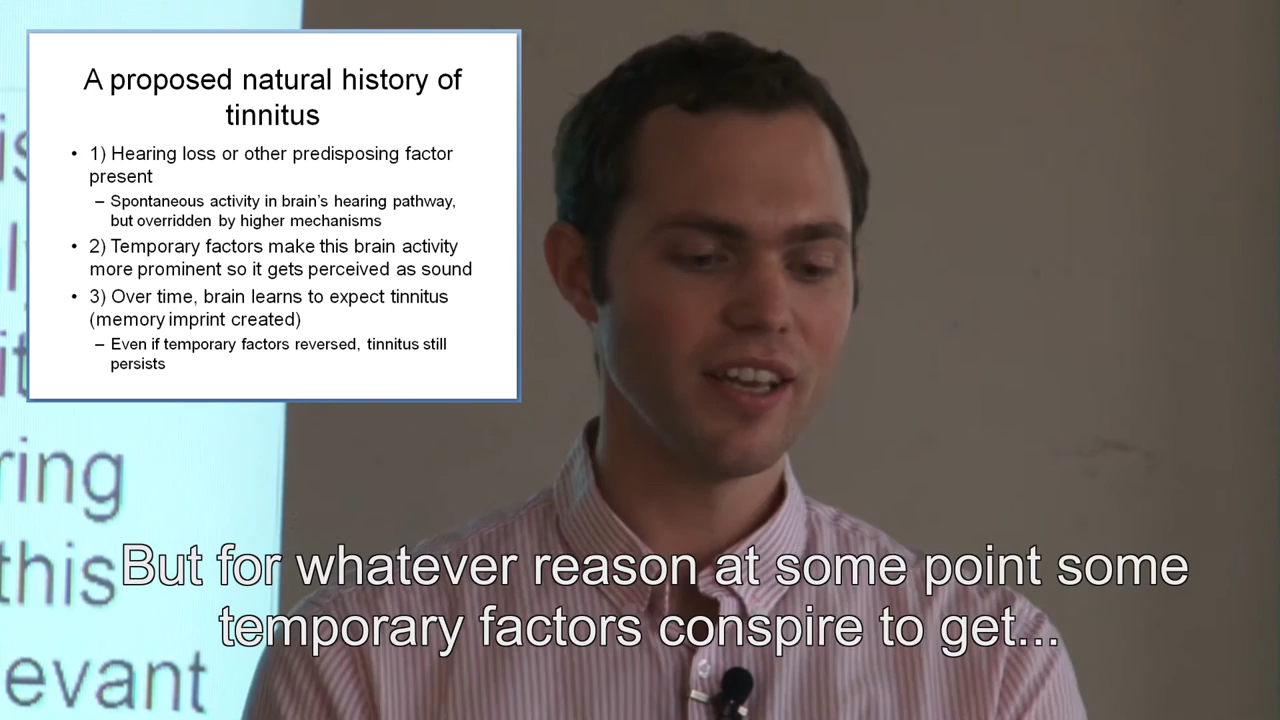 A proposed natural history of
tinnitus
• 1) Hearing loss or other predisposing factor
present
– Spontaneous activity in brain's hearing pathway,
but overridden by higher mechanisms
• 2) Temporary factors make this brain activity
more prominent so it gets perceived as sound
• 3) Over time, brain learns to expect tinnitus
(memory imprint created)
– Even if temporary factors reversed, tinnitus still
persists
ring
this
evant
But for whatever reason at some point some
temporary factors conspire to get...